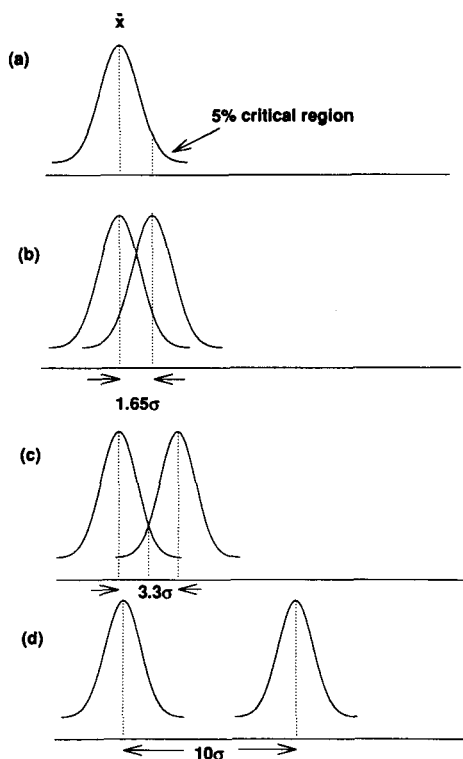 x̄
(a)
5% critical region
(b)
1.65σ
(c)
3.3σ
(d)
10σ